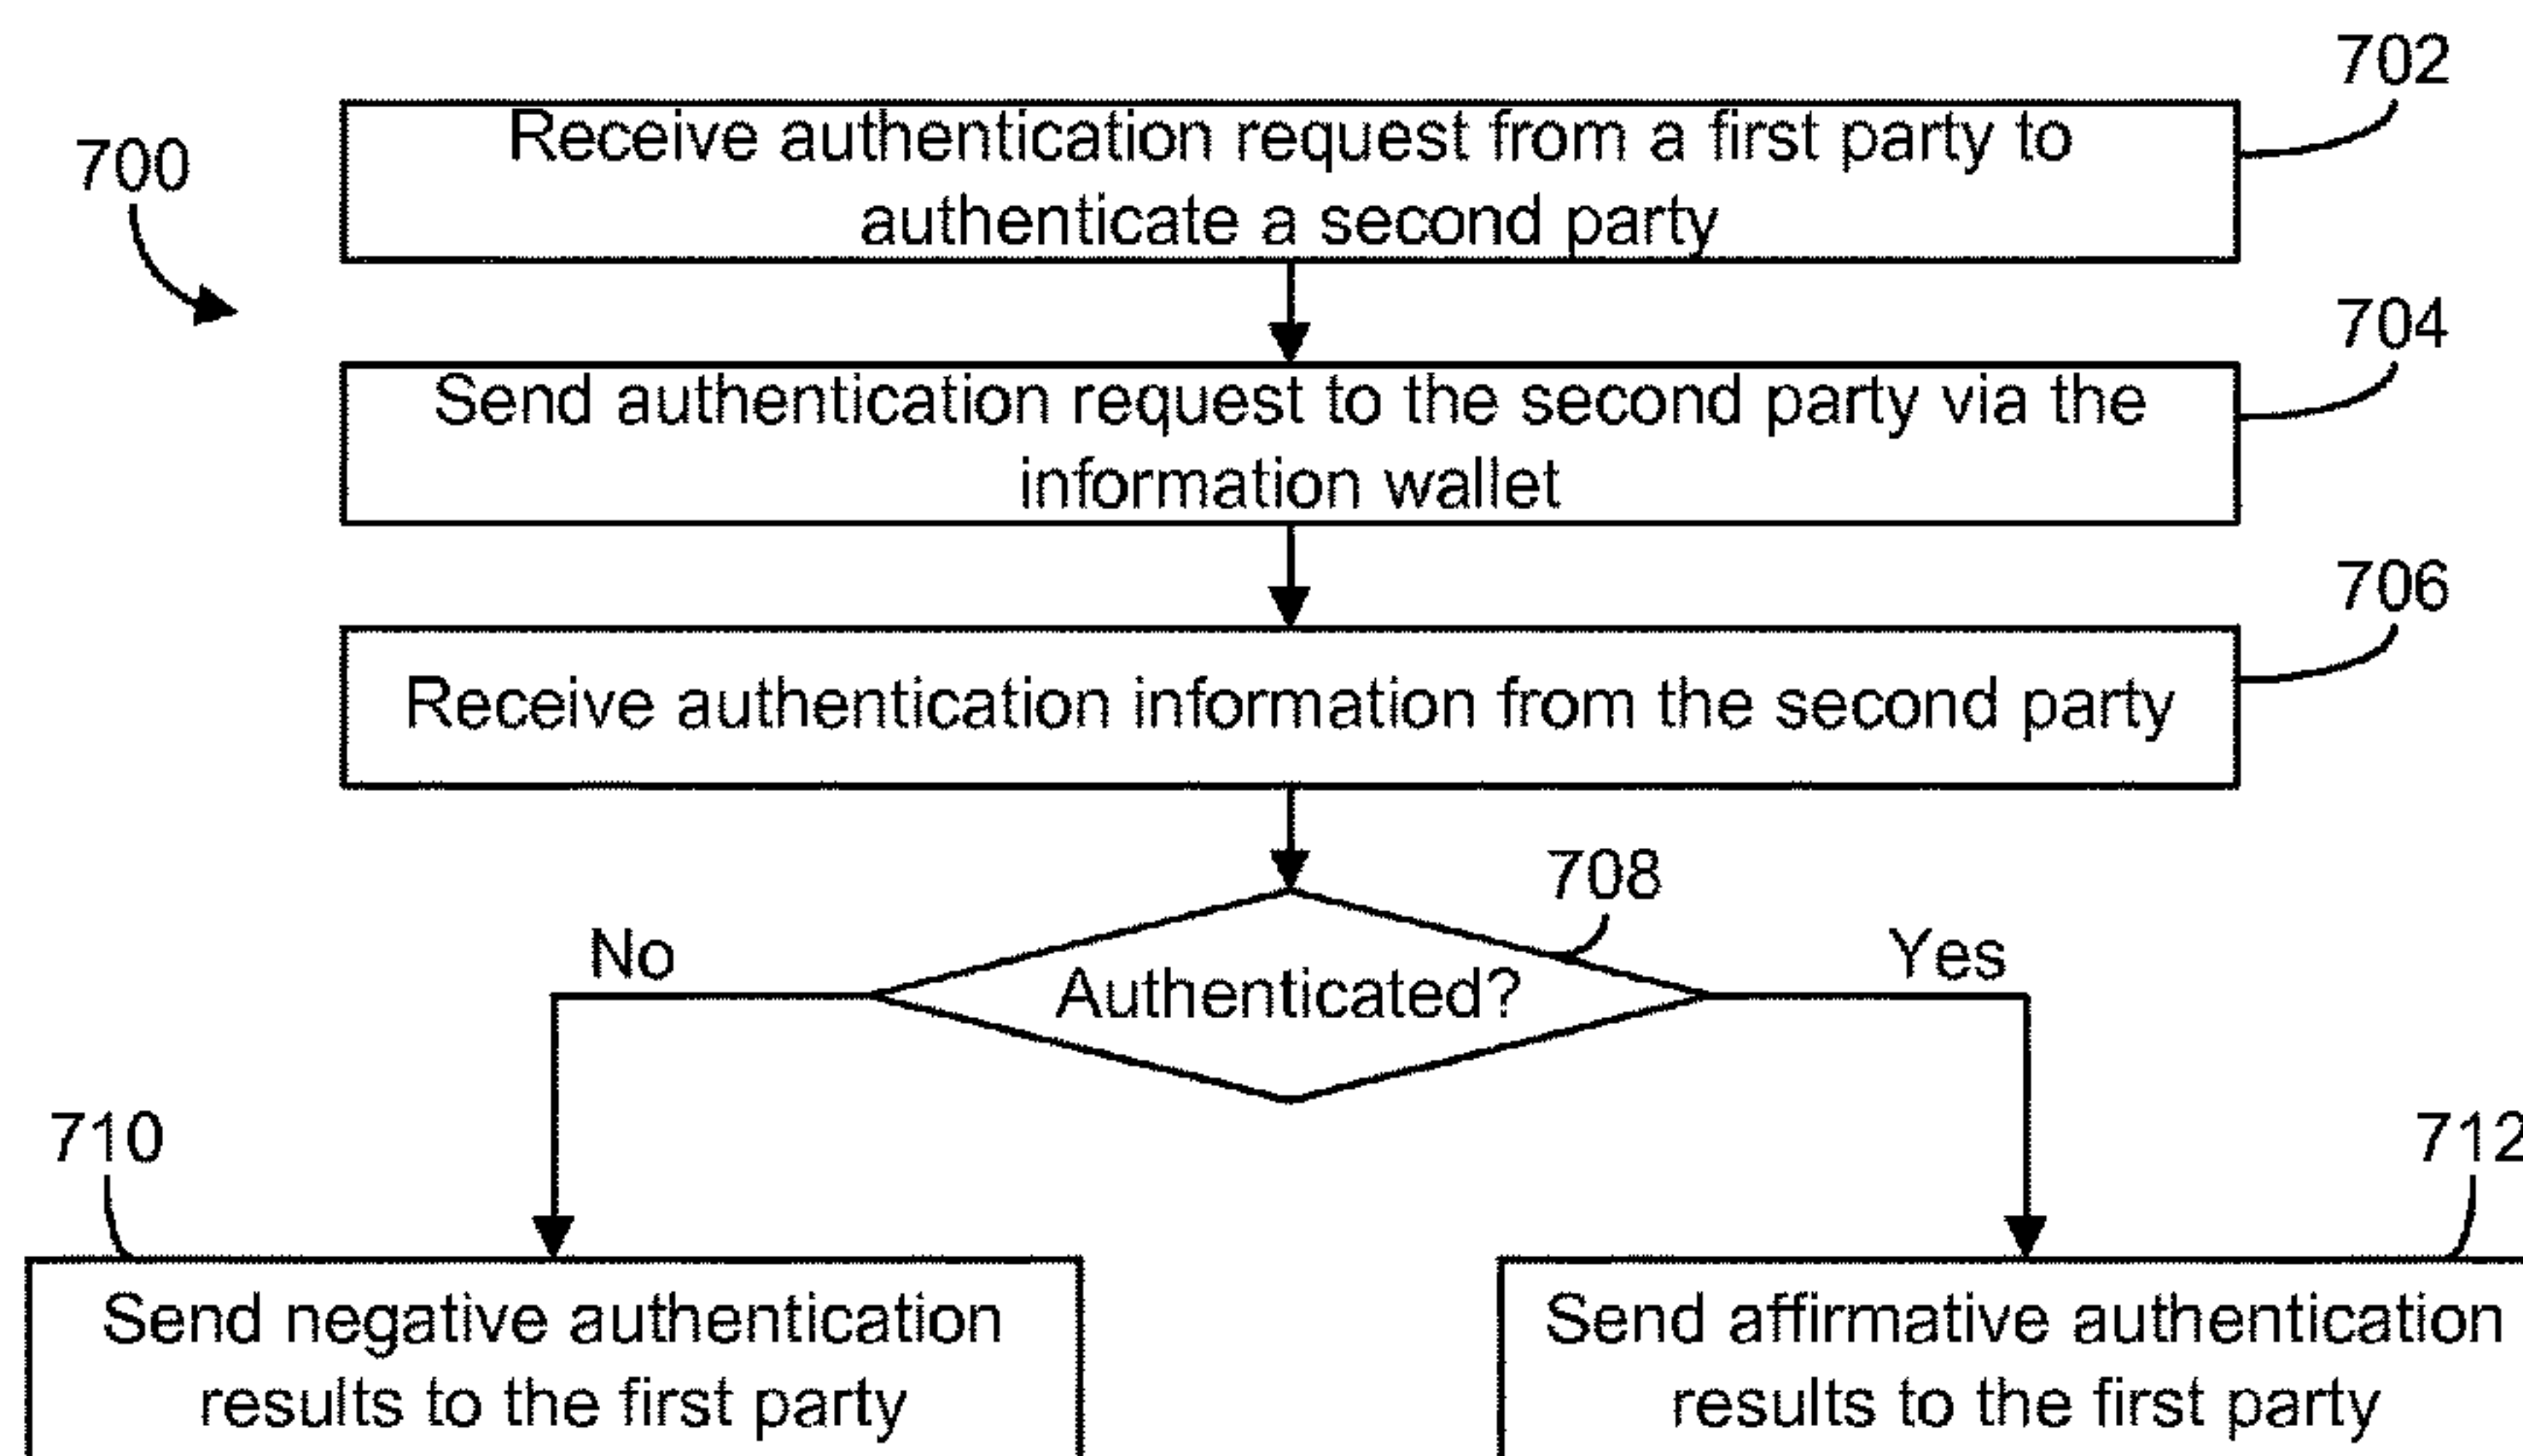 702
Receive authentication request from a first party to
authenticate a second party
700
704
Send authentication request to the second party via the
information wallet
706
Receive authentication information from the second party
708
No
Authenticated?
Yes
710
712
Send negative authentication
results to the first party
Send affirmative authentication
results to the first party